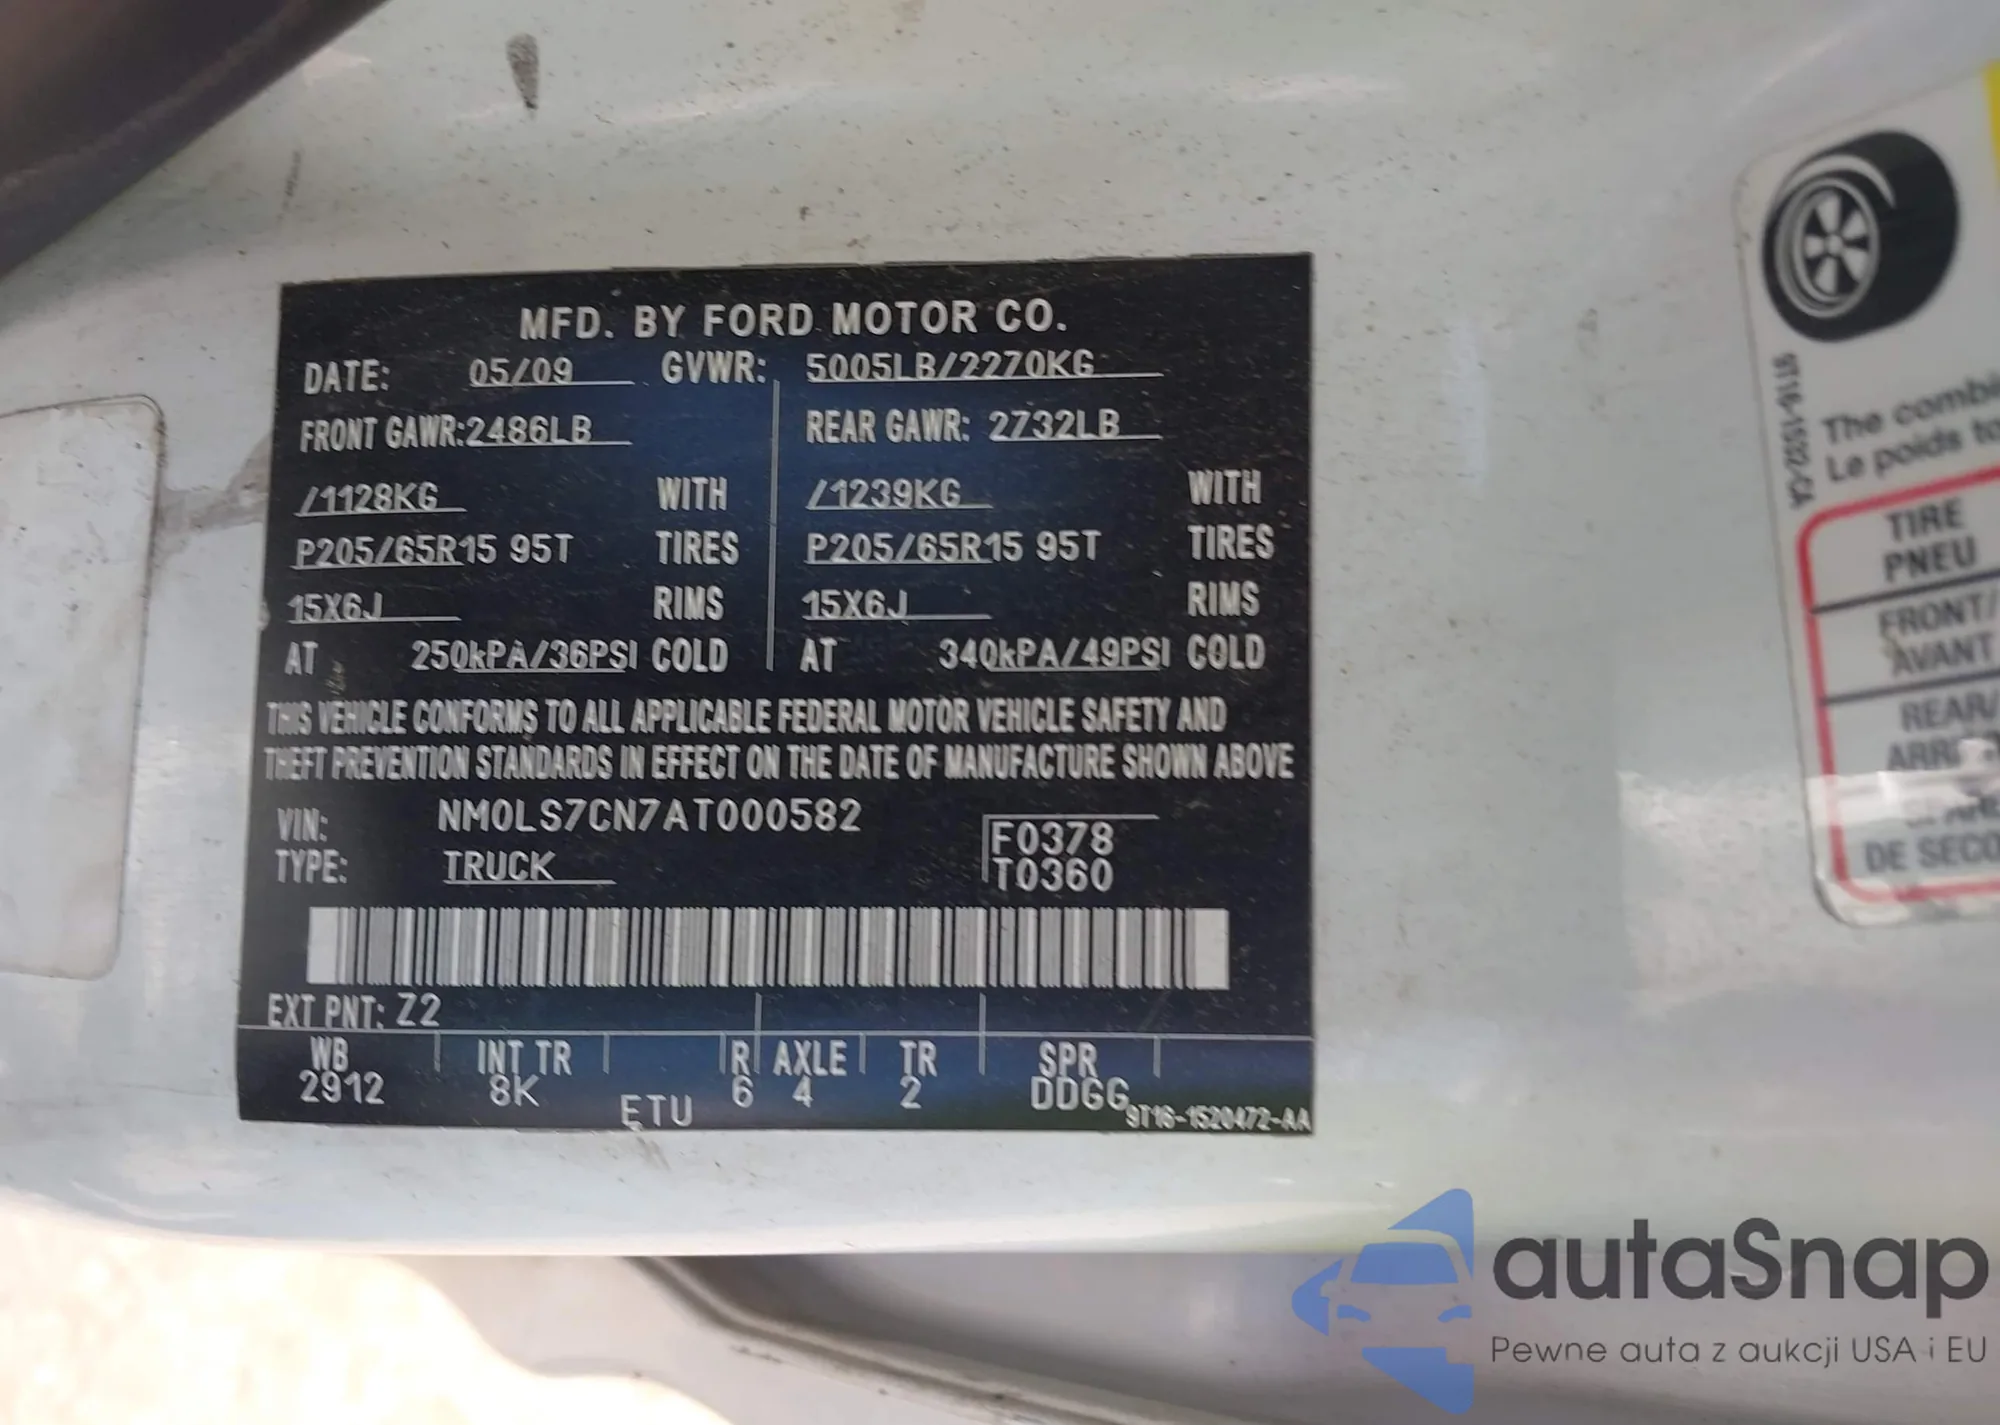 MFD. BY FORD MOTOR CO.
DATE: 05/09 GVWR: 5005LB/2270KG
FRONT GAWR:2486LB REAR GAWR: 2732LB
/1128KG WITH /1239KG WITH
P205/65R15 95T TIRES P205/65R15 95T TIRES
15X6J RIMS 15X6J RIMS
AT 250kPA/36PSI COLD AT 340kPA/49PSI COLD
THIS VEHICLE CONFORMS TO ALL APPLICABLE FEDERAL MOTOR VEHICLE SAFETY AND
THEFT PREVENTION STANDARDS IN EFFECT ON THE DATE OF MANUFACTURE SHOWN ABOVE
VIN: NM0LS7CN7AT000582
F0378
TYPE: TRUCK
T0360
EXT PNT: Z2
WB INT TR R AXLE TR SPR
2912 8K ETU 6 4 2 DDGG
9T16-1520472-AA
The combi
Le poids to
TIRE
PNEU
FRONT/
AVANT
REAR/
DE SECO
autaSnap
Pewne auta z aukcji USA i EU